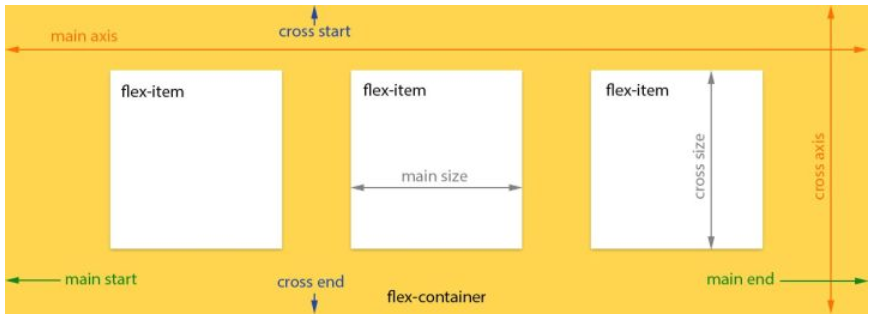 cross start
main axis
flex-item
flex-item
flex-item
main size
cross size
cross axis
main start
cross end
main end
flex-container